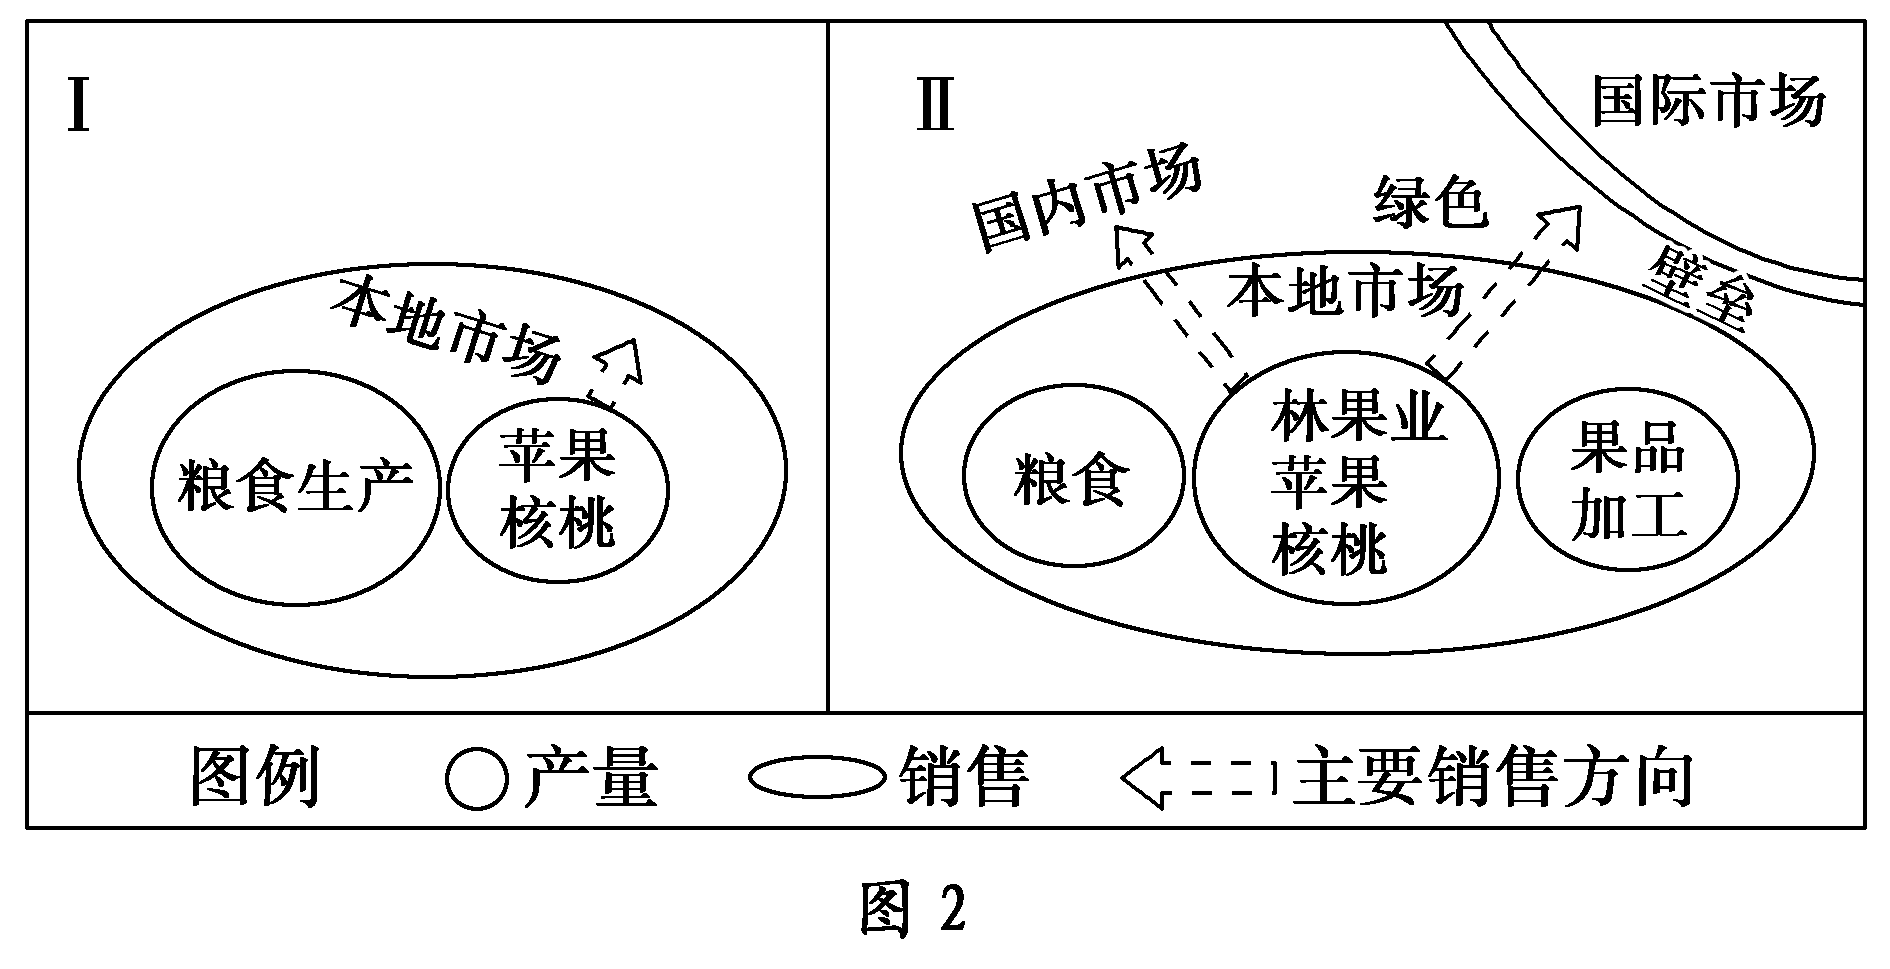 Ⅰ
本地市场
粮食生产
苹果
核桃
Ⅱ
国际市场
国内市场
绿色
壁垒
本地市场
粮食
林果业
苹果
核桃
果品
加工
图例 产量 销售 主要销售方向
图 2